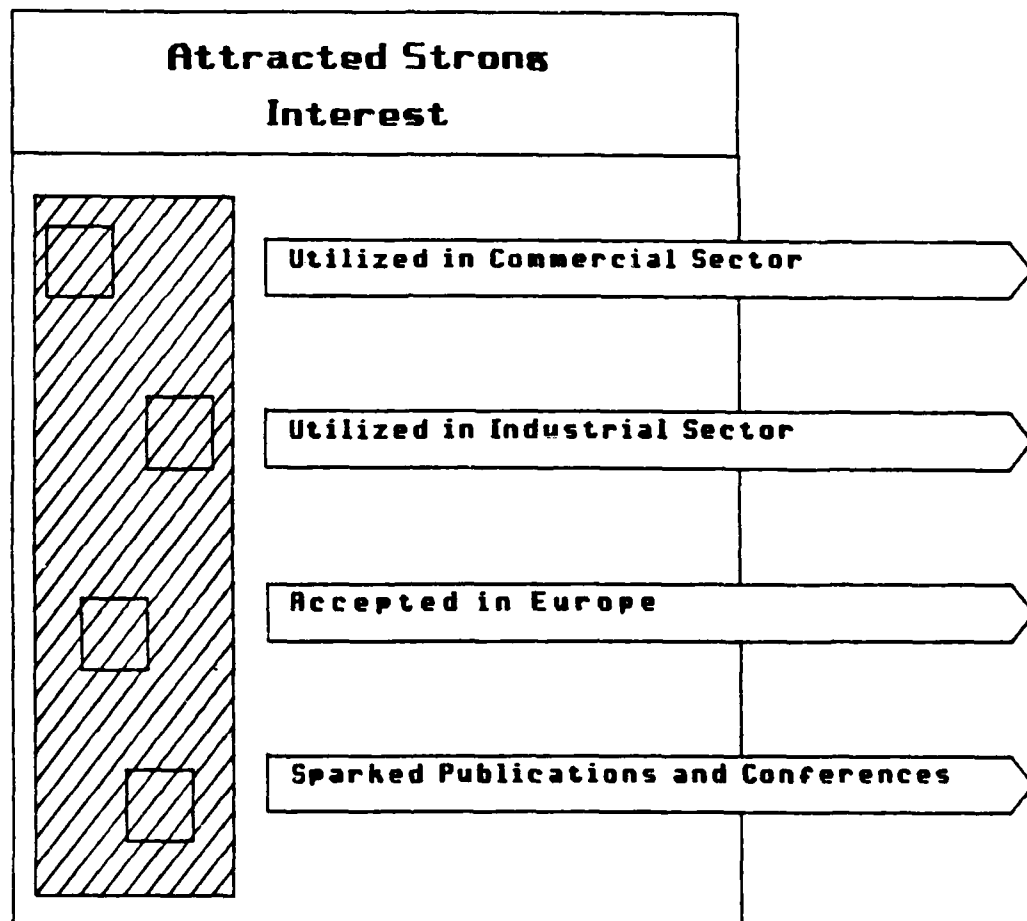 Attracted Strong
Interest
Utilized in Commercial Sector
Utilized in Industrial Sector
Accepted in Europe
Sparked Publications and Conferences